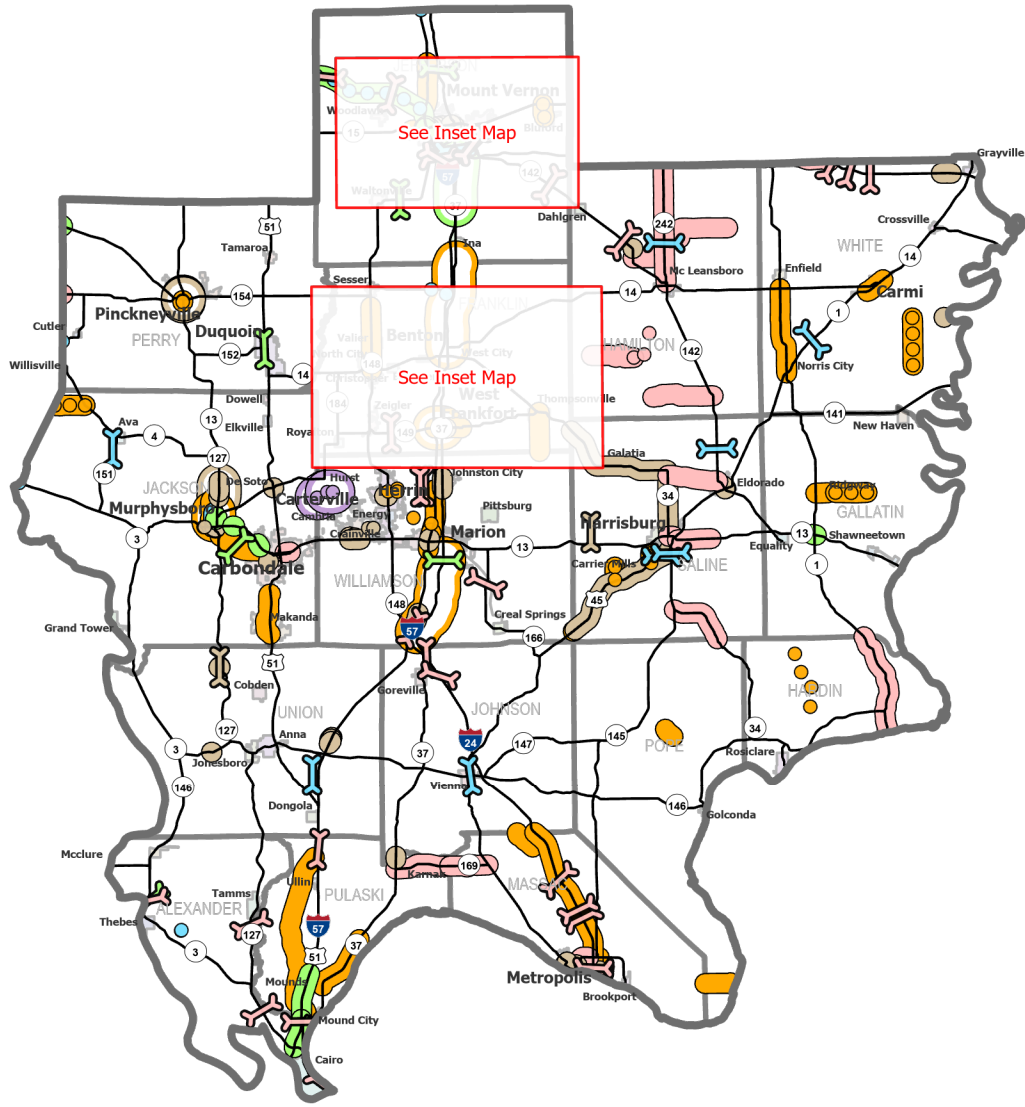 Mount Vernon
Woodlawn
See Inset Map
15
Bluford
142
57
Waltonville
37
Grayville
Dahlgren
242
Crossville
WHITE
51
Tamaroa
Ina
Sesser
Mc Leansboro
14
Enfield
14
Carmi
154
Pinckneyville
FRANKLIN
1
Cutler
PERRY
Duquoin
Valier
Benton
HAMILTON
142
North City
West City
Willisville
152
148
See Inset Map
Norris City
14
Christopher
Dowell
184
Zeigler
West
Frankfort
Thompsonville
141
New Haven
Ava
4
13
Elkville
Royalton
149
37
127
151
Johnston City
Galatia
De Soto
Hurst
JACKSON
Carterville
Herrin
34
Eldorado
Ridgway
Murphysboro
Cambria
Energy
Pittsburg
GALLATIN
3
Crainville
Marion
Harrisburg
13
Equality
13
Shawneetown
Carbondale
WILLIAMSON
Carrier Mills
SALINE
1
148
45
Grand Tower
Makanda
57
Creal Springs
166
51
Cobden
Goreville
HARDIN
UNION
JOHNSON
127
Anna
24
147
145
POPE
34
3
Jonesboro
37
Rosiclare
146
Vienna
146
Golconda
Dongola
Mcclure
169
Karnak
Ullin
PULASKI
MASSAC
Tamms
ALEXANDER
Thebes
127
57
3
51
37
Metropolis
Mounds
Brookport
Mound City
Cairo